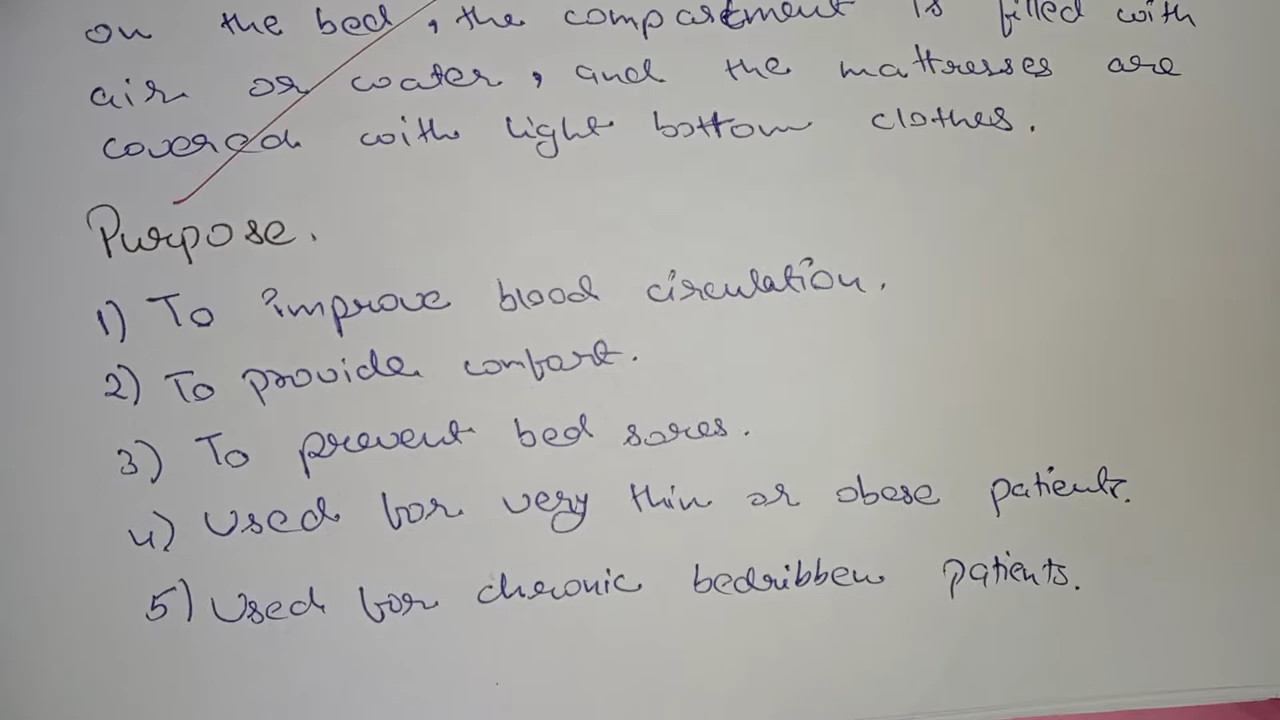 on the bed, the compartment is filled with
air or water, and the mattresses are
covered with light bottom clothes.
Purpose.
1) To improve blood circulation.
2) To provide comfort.
3) To prevent bed sores.
4) Used for very thin or obese patients.
5) Used for chronic bedribben patients.